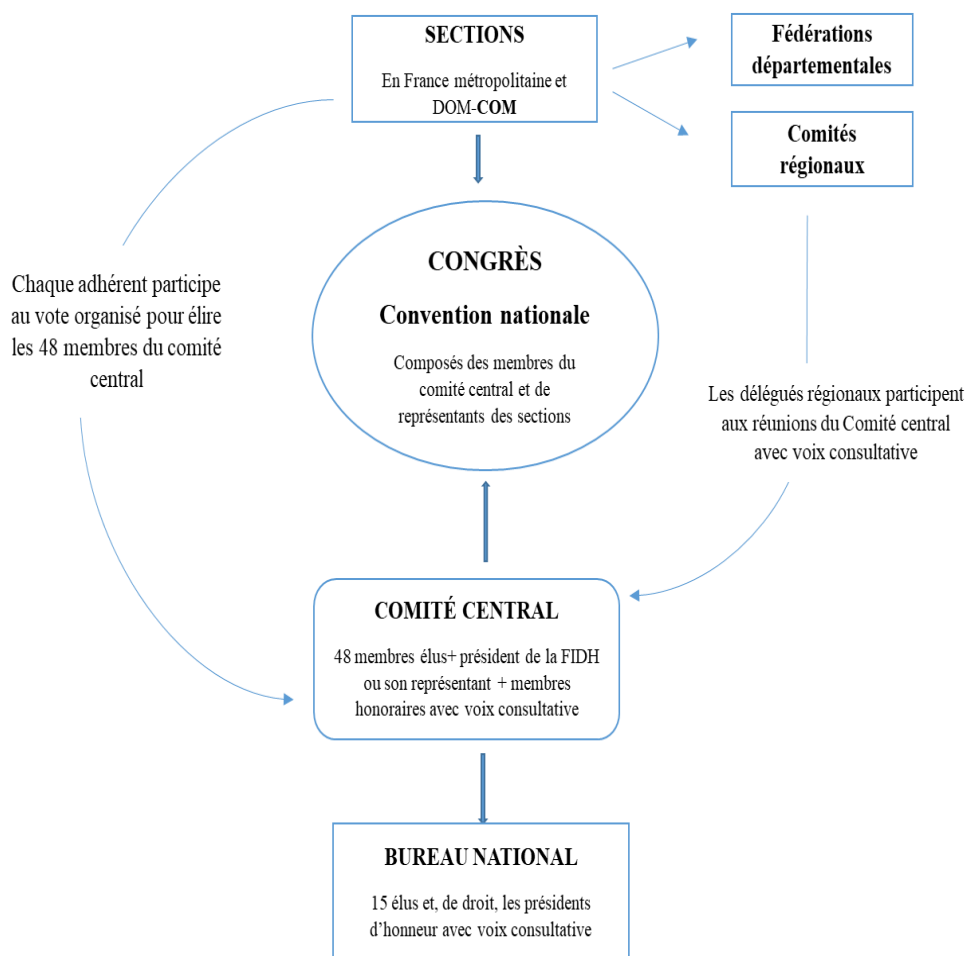 SECTIONS
En France métropolitaine et
DOM-COM
Fédérations
départementales
Comités
régionaux
CONGRÈS
Convention nationale
Composés des membres du
comité central et de
représentants des sections
Chaque adhérent participe
au vote organisé pour élire
les 48 membres du comité
central
Les délégués régionaux participent
aux réunions du Comité central
avec voix consultative
COMITÉ CENTRAL
48 membres élus+ président de la FIDH
ou son représentant + membres
honoraires avec voix consultative
BUREAU NATIONAL
15 élus et, de droit, les présidents
d’honneur avec voix consultative